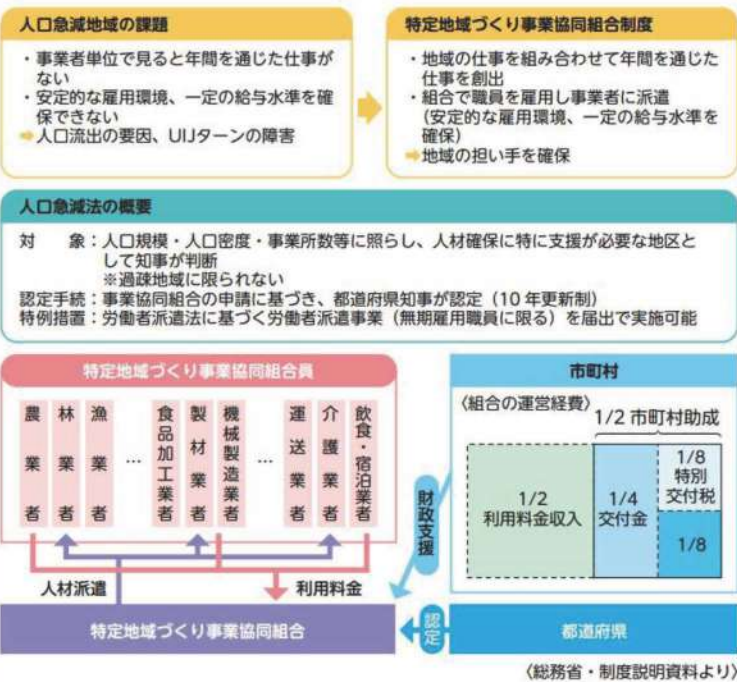 人口急減地域の課題
・事業者単位で見ると年間を通じた仕事が
ない
・安定的な雇用環境、一定の給与水準を確
保できない
➡人口流出の要因、UIJターンの障害
特定地域づくり事業協同組合制度
・地域の仕事を組み合わせて年間を通じた
仕事を創出
・組合で職員を雇用し事業者に派遣
(安定的な雇用環境、一定の給与水準を
確保)
➡地域の担い手を確保
人口急減法の概要
対　　象：人口規模・人口密度・事業所数等に照らし、人材確保に特に支援が必要な地区と
して知事が判断
※過疎地域に限られない
認定手続：事業協同組合の申請に基づき、都道府県知事が認定（10 年更新制）
特例措置：労働者派遣法に基づく労働者派遣事業（無期雇用職員に限る）を届出で実施可能
特定地域づくり事業協同組合員
農業者
林業者
漁業者
…
食品加工業者
製材業者
機械製造業者
…
運送業者
介護業者
飲食・宿泊業者
人材派遣
利用料金
特定地域づくり事業協同組合
財政支援
認定
市町村
〈組合の運営経費〉
1/2 市町村助成
1/2
利用料金収入
1/4
交付金
1/8
特別
交付税
1/8
都道府県
〈総務省・制度説明資料より〉